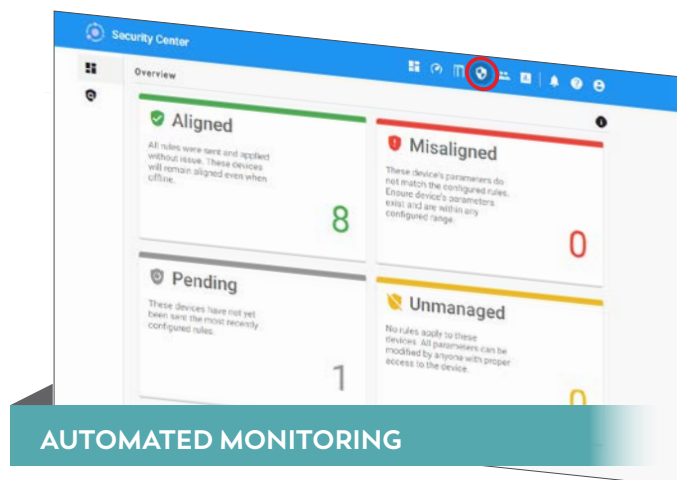 Security Center
Overview
Aligned
All rules were sent and applied
without issue. These devices
will remain aligned even when
offline.
8
Misaligned
These device's parameters do
not match the configured rules.
Ensure device's parameters
exist and are within any
configured range.
0
Pending
These devices have not yet
been sent the most recently
configured rules.
1
Unmanaged
No rules apply to these
devices. All parameters can be
modified by anyone with proper
access to the device.
0
AUTOMATED MONITORING